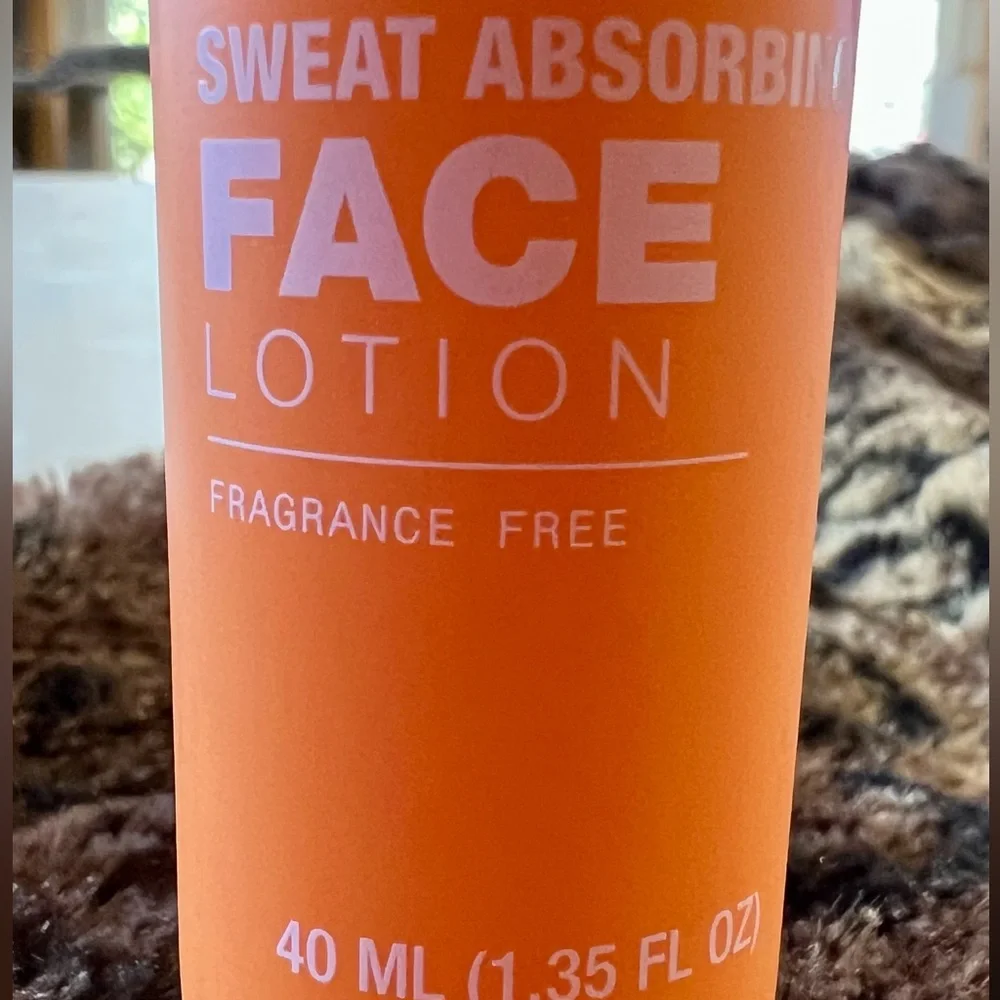 SWEAT ABSORBING
FACE
LOTION
FRAGRANCE FREE
40 ML (1.35 FL OZ)